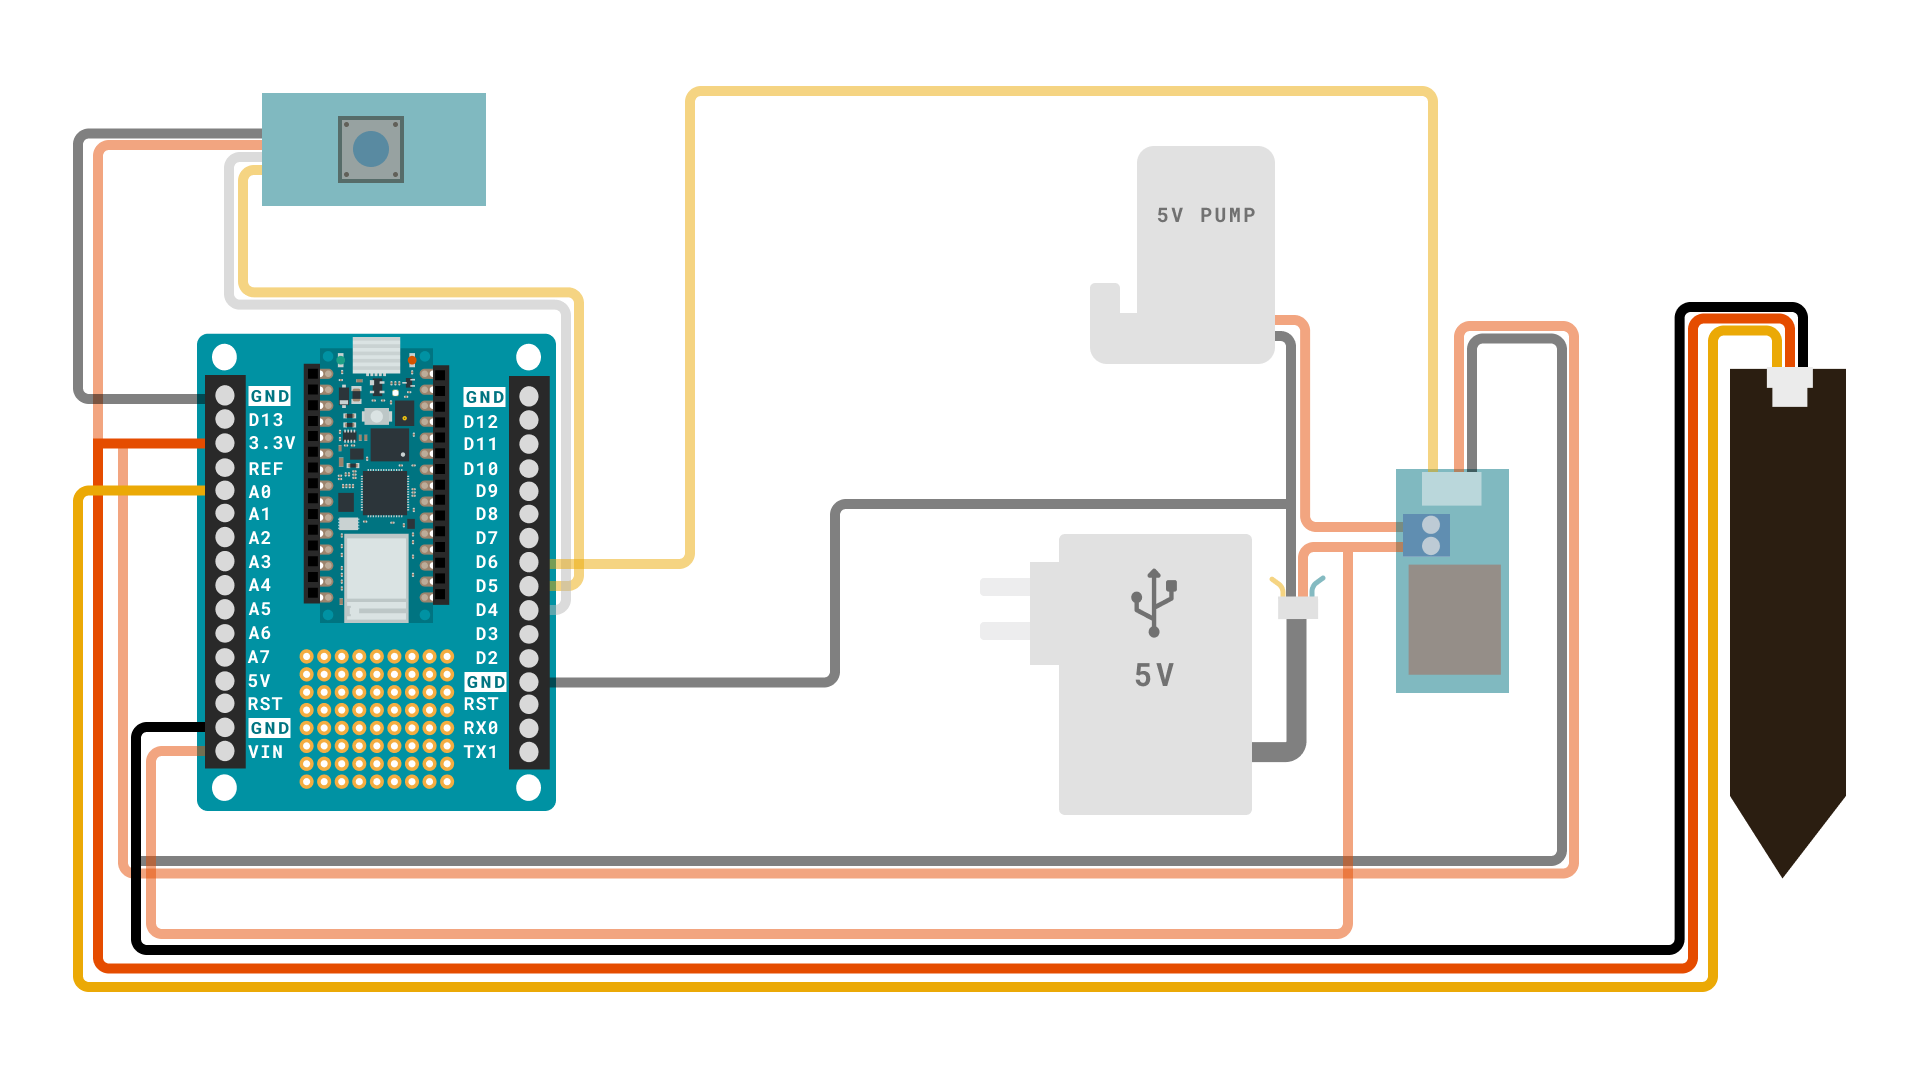 5V PUMP
GND
D13
3.3V
REF
A0
A1
A2
A3
A4
A5
A6
A7
5V
RST
GND
VIN
GND
D12
D11
D10
D9
D8
D7
D6
D5
D4
D3
D2
GND
RST
RX0
TX1
5V